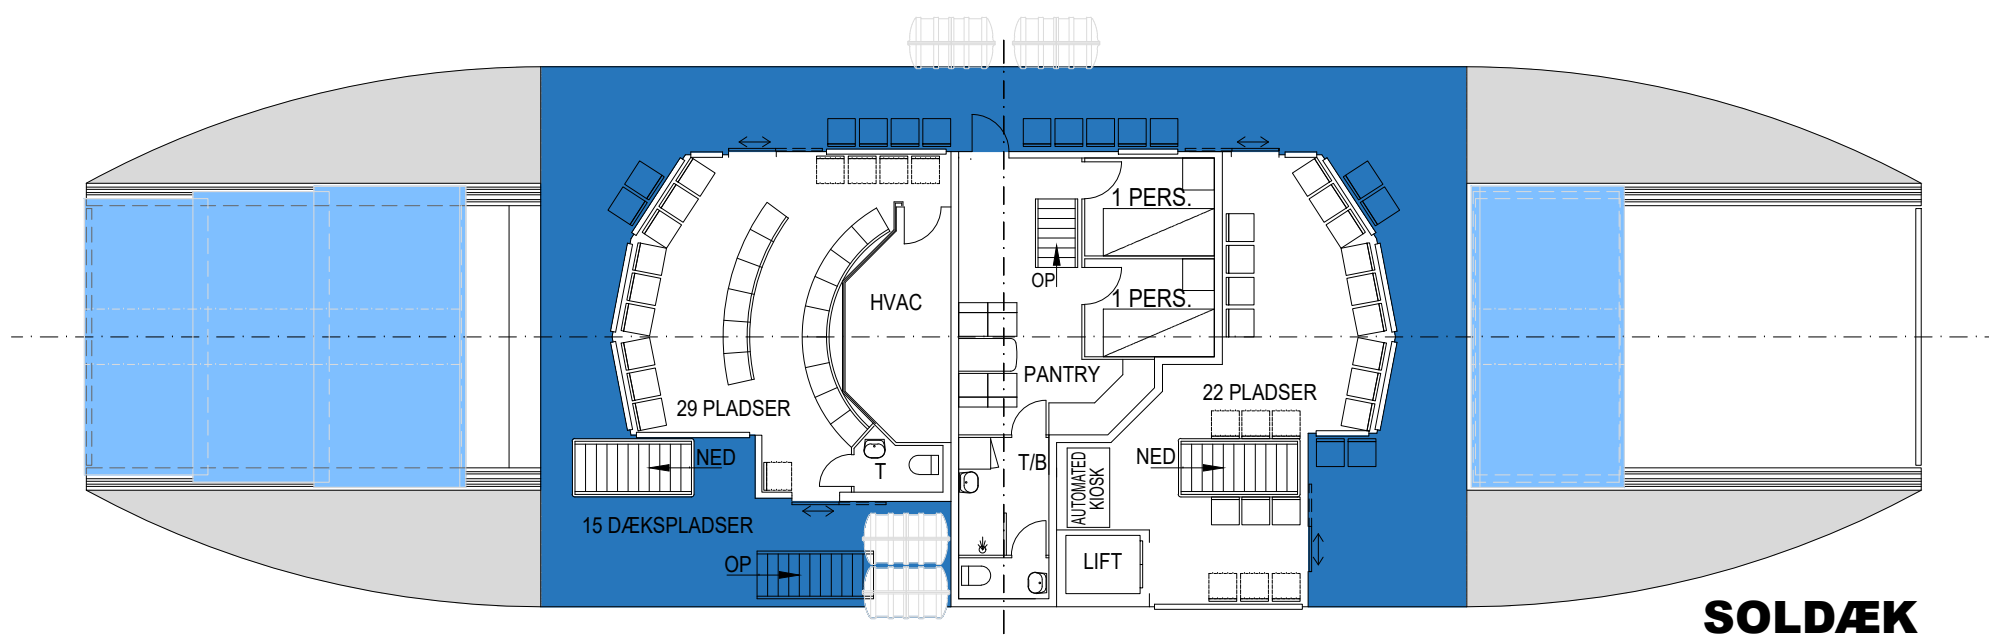 1 PERS.
OP
HVAC
1 PERS.
PANTRY
29 PLADSER
22 PLADSER
NED
T
T/B
NED
AUTOMATED
KIOSK
15 DÆKSPLADSER
OP
LIFT
SOLDÆK